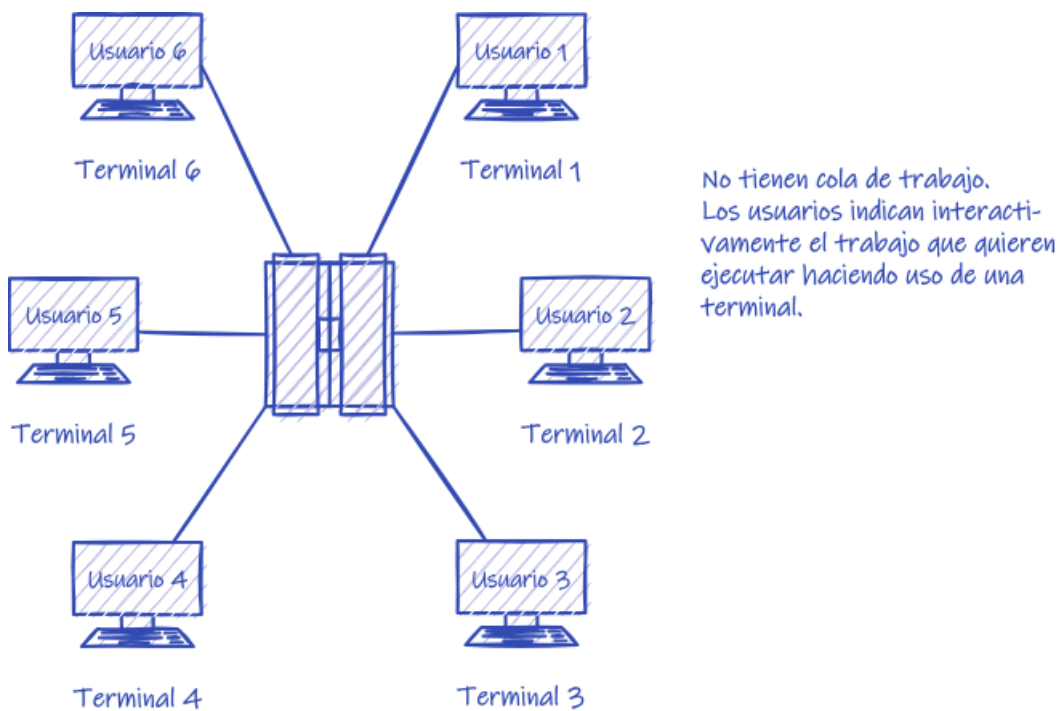 Usuario 6
Usuario 1
Terminal 6
Terminal 1
No tienen cola de trabajo.
Los usuarios indican interacti-
vamente el trabajo que quieren
ejecutar haciendo uso de una
terminal.
Usuario 5
Usuario 2
Terminal 5
Terminal 2
Usuario 4
Usuario 3
Terminal 4
Terminal 3